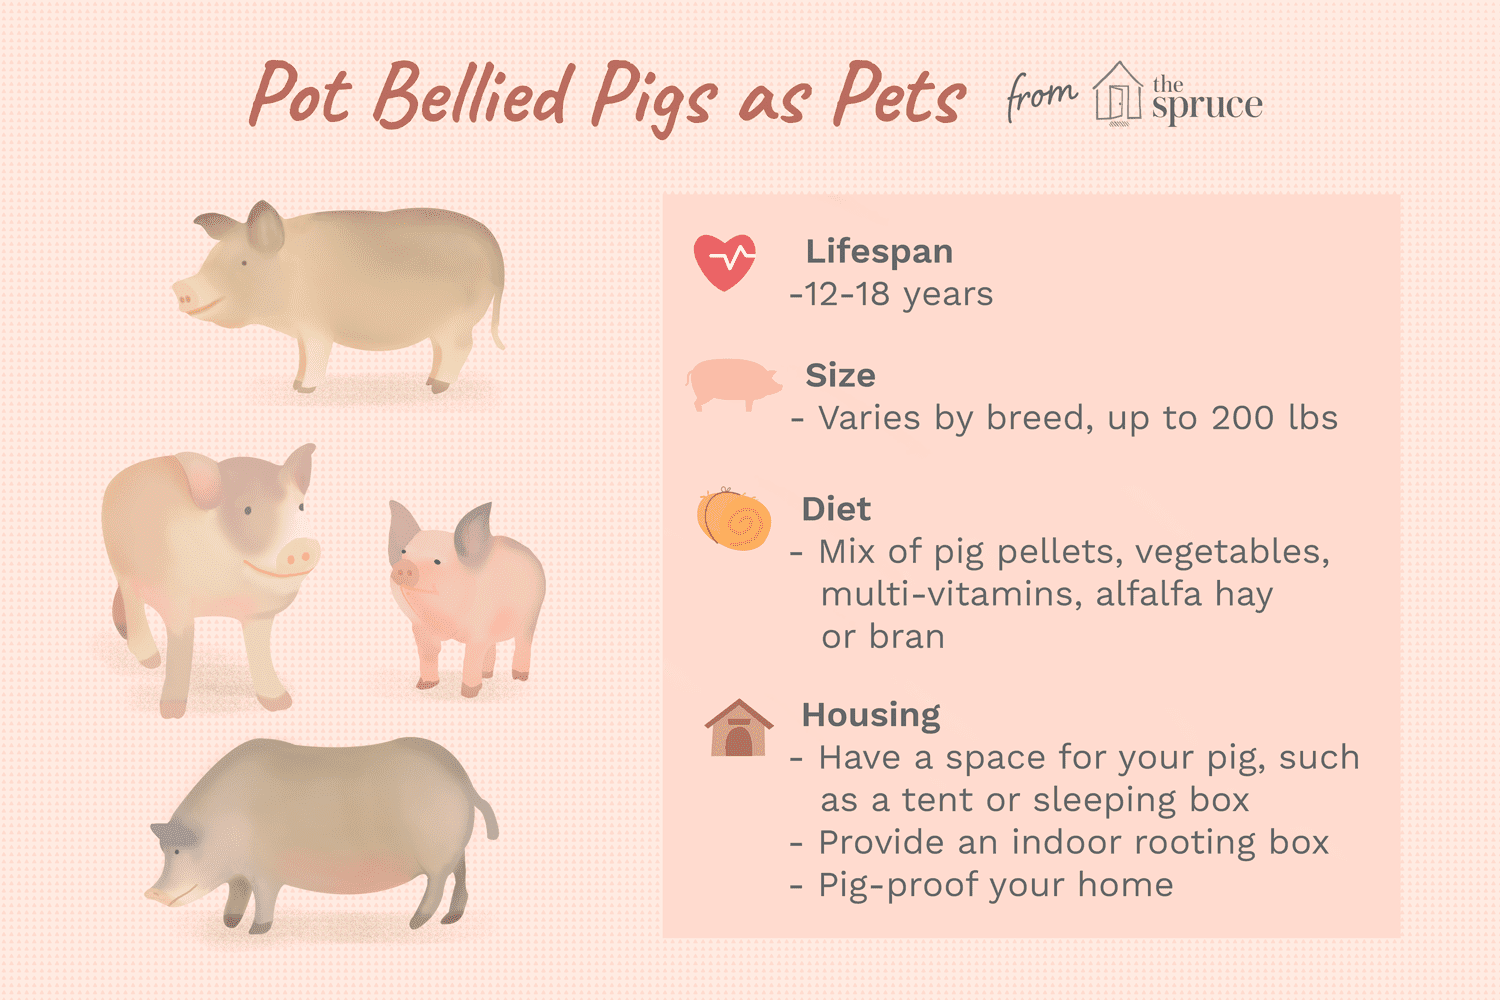 Pot Bellied Pigs as Pets from the spruce
Lifespan
-12-18 years
Size
- Varies by breed, up to 200 lbs
Diet
- Mix of pig pellets, vegetables,
multi-vitamins, alfalfa hay
or bran
Housing
- Have a space for your pig, such
as a tent or sleeping box
- Provide an indoor rooting box
- Pig-proof your home